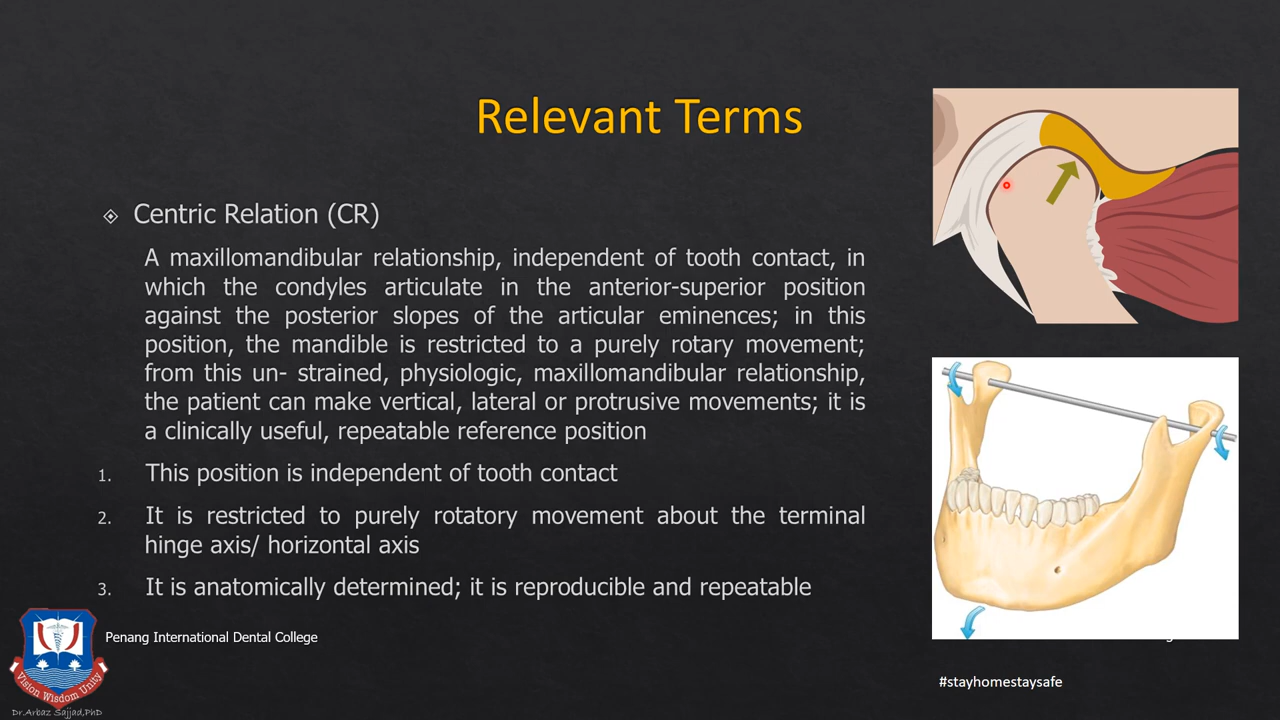 Relevant Terms
Centric Relation (CR)
A maxillomandibular relationship, independent of tooth contact, in
which the condyles articulate in the anterior-superior position
against the posterior slopes of the articular eminences; in this
position, the mandible is restricted to a purely rotary movement;
from this un- strained, physiologic, maxillomandibular relationship,
the patient can make vertical, lateral or protrusive movements; it is
a clinically useful, repeatable reference position
1. This position is independent of tooth contact
2. It is restricted to purely rotatory movement about the terminal
hinge axis/ horizontal axis
3. It is anatomically determined; it is reproducible and repeatable
Penang International Dental College
Vision Wisdom Unity
#stayhomestaysafe
Dr.Arbaz Sajjad,PhD